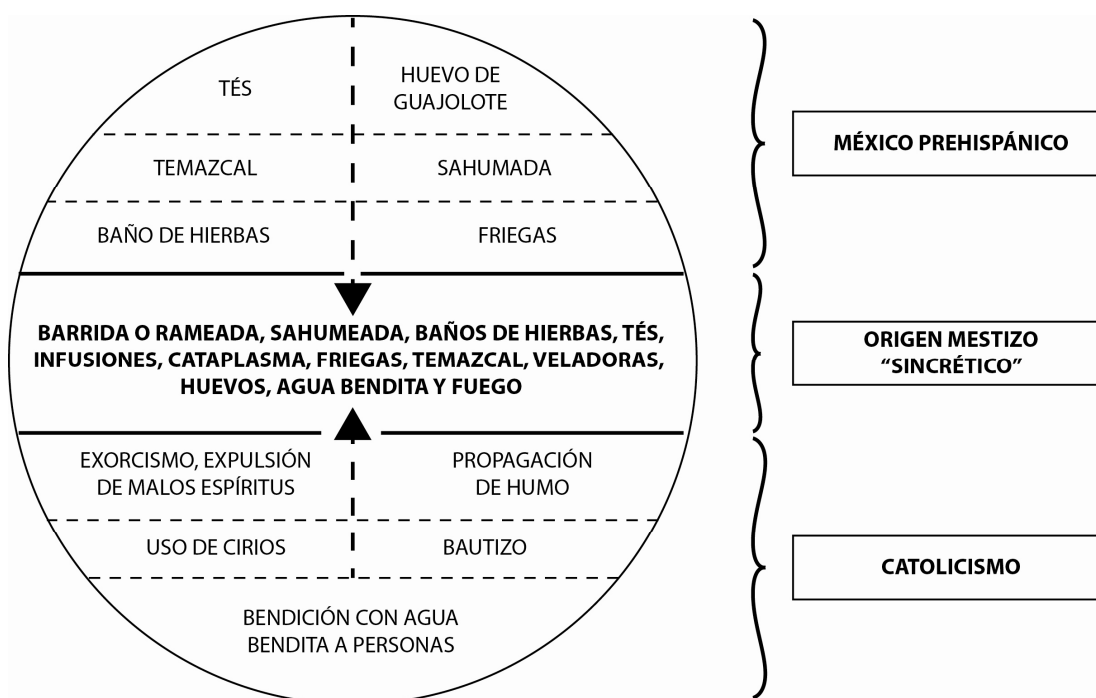 TÉS
HUEVO DE
GUAJOLOTE
TEMAZCAL
SAHUMADA
BAÑO DE HIERBAS
FRIEGAS
MÉXICO PREHISPÁNICO
BARRIDA O RAMEADA, SAHUMEADA, BAÑOS DE HIERBAS, TÉS,
INFUSIONES, CATAPLASMA, FRIEGAS, TEMAZCAL, VELADORAS,
HUEVOS, AGUA BENDITA Y FUEGO
ORIGEN MESTIZO
“SINCRÉTICO”
EXORCISMO, EXPULSIÓN
DE MALOS ESPÍRITUS
PROPAGACIÓN
DE HUMO
USO DE CIRIOS
BAUTIZO
BENDICIÓN CON AGUA
BENDITA A PERSONAS
CATOLICISMO